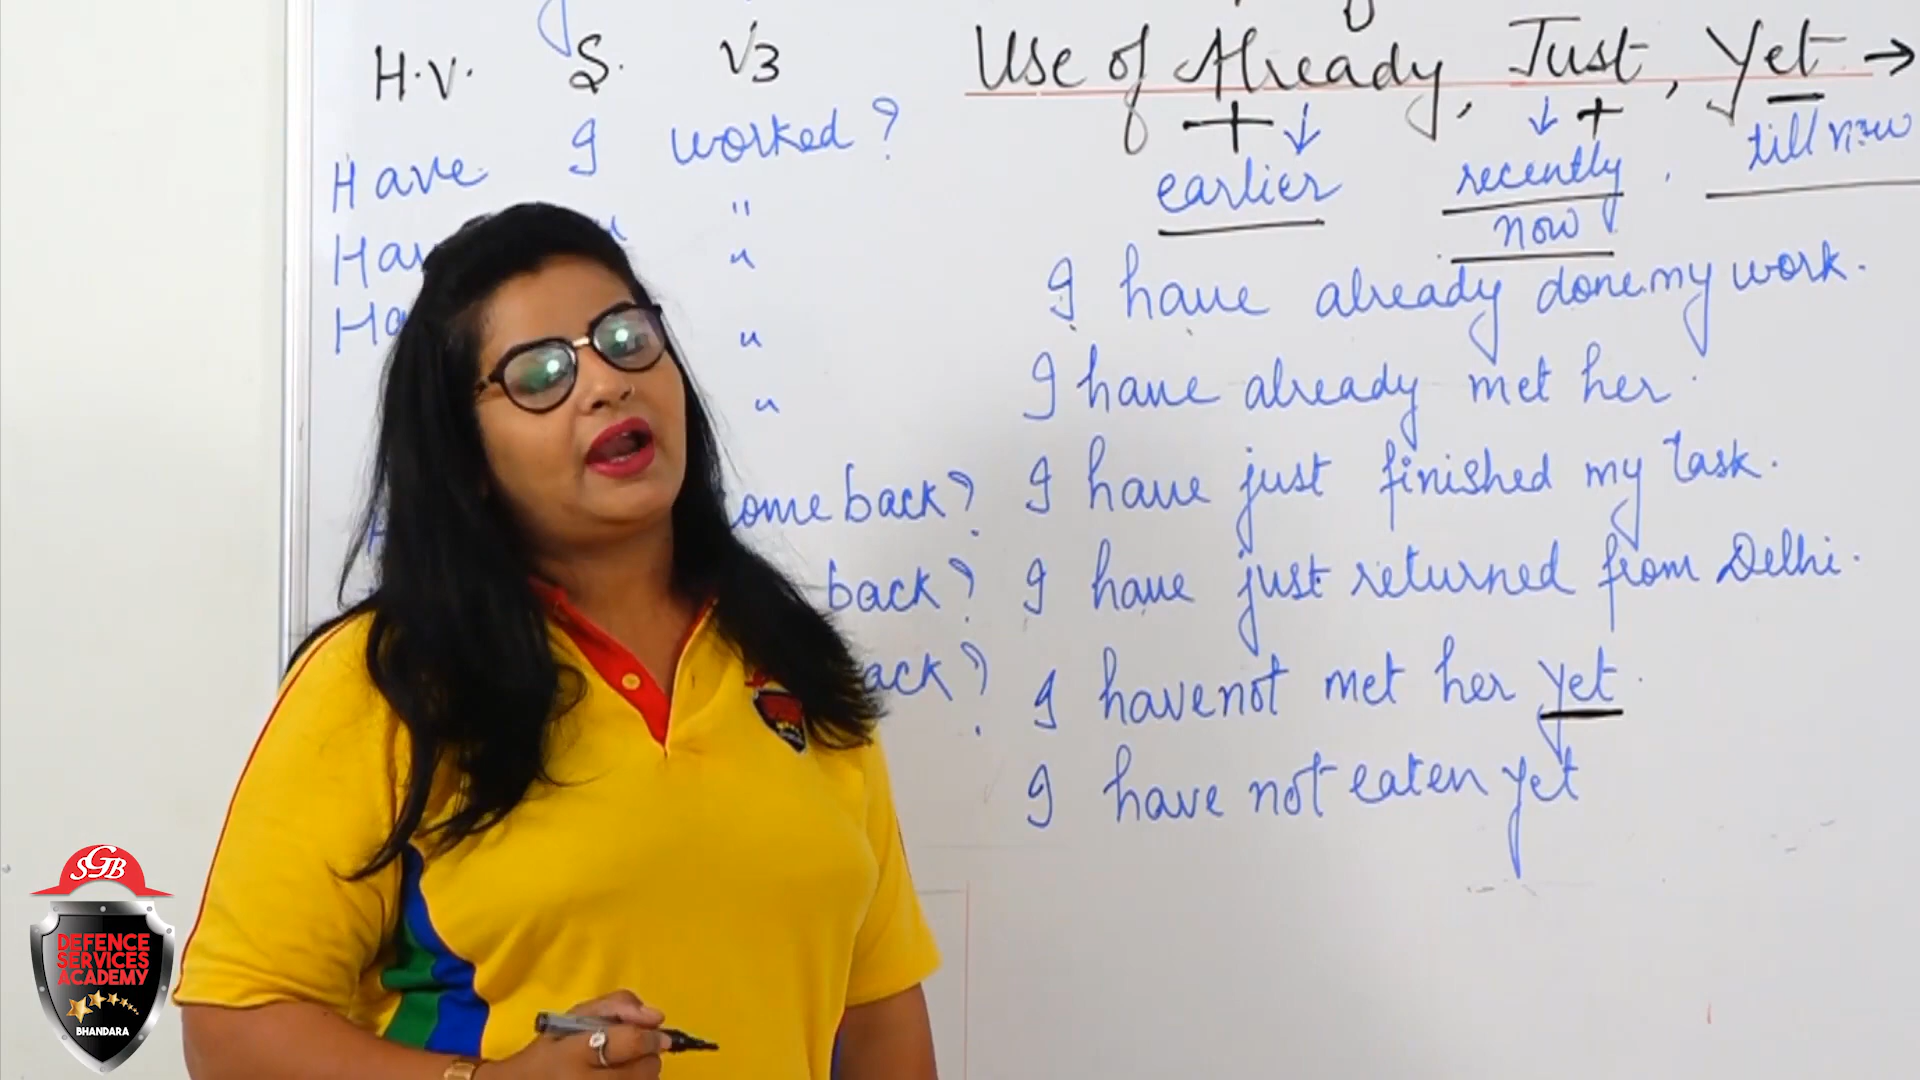 H.V. S. V3
Have I worked?
"
"
"
"
back?
back?
Use of Already, Just, Yet →
+ ↓ ↓ + —
earlier recently, till now
now
I have already done my work.
I have already met her.
I have just finished my task.
I have just returned from Delhi.
I have not met her yet.
I have not eaten yet
SGB
DEFENCE
SERVICES
ACADEMY
BHANDARA